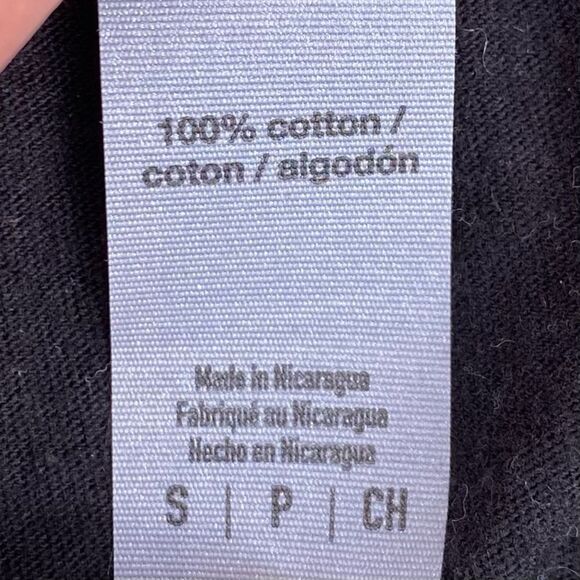 100% cotton /
coton / algodón
Made in Nicaragua
Fabriqué au Nicaragua
Hecho en Nicaragua
S | P | CH